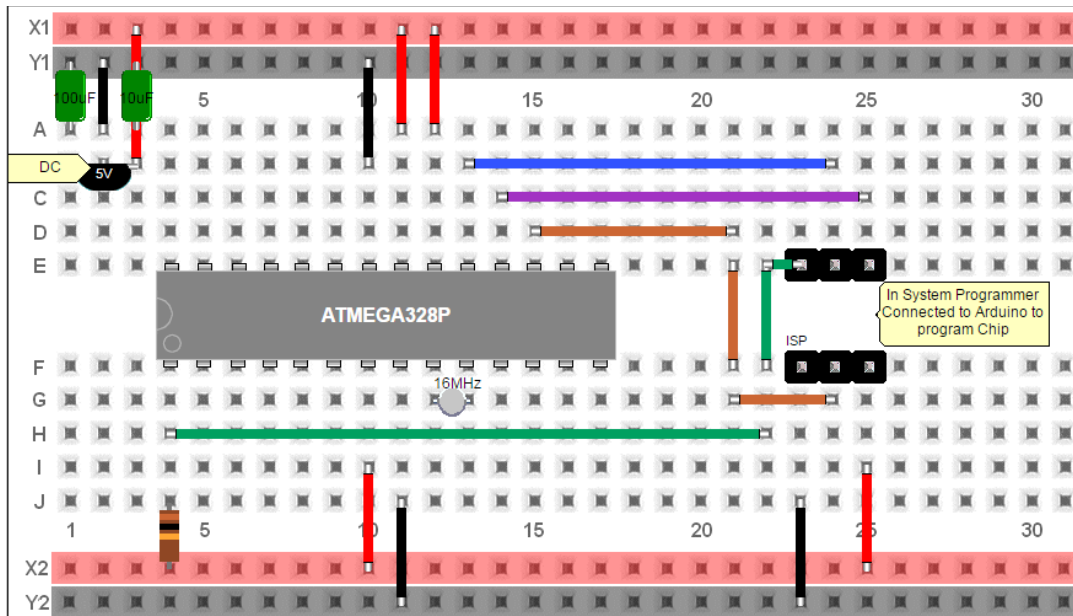 X1
Y1
100uF 10uF 5 10 15 20 25 30
A
DC 5V
C
D
E
ATMEGA328P
In System Programmer
Connected to Arduino to
program Chip
ISP
F
16MHz
G
H
I
J
1 5 10 15 20 25 30
X2
Y2